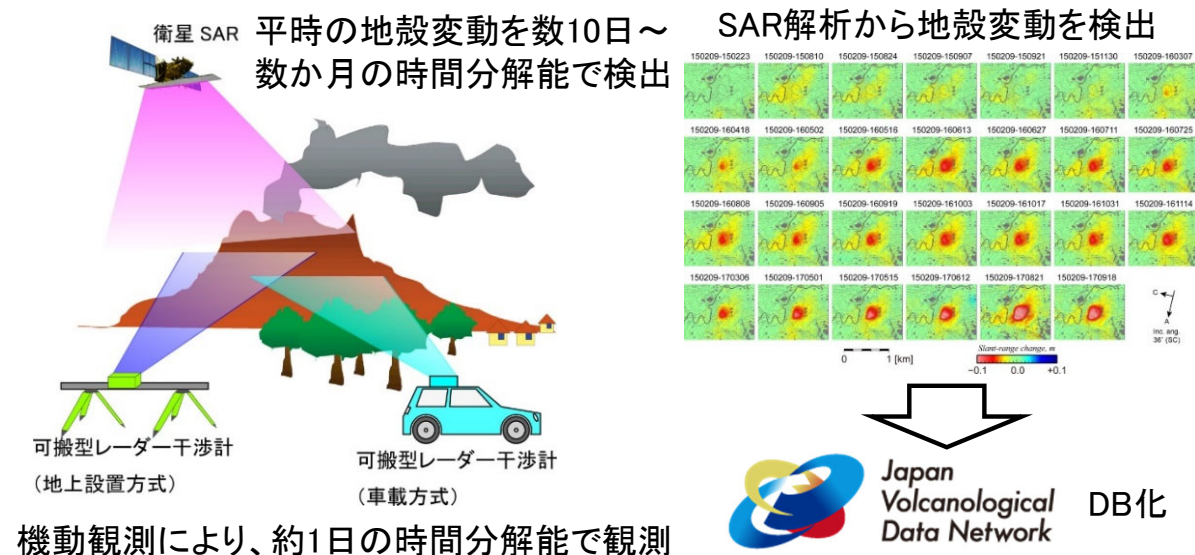 衛星 SAR
平時の地殻変動を数10日~
数か月の時間分解能で検出
可搬型レーダー干渉計
（地上設置方式）
可搬型レーダー干渉計
（車載方式）
機動観測により、約1日の時間分解能で観測
SAR解析から地殻変動を検出
150209-150223 150209-150810 150209-150824 150209-150907 150209-150921 150209-151130 150209-160307
150209-160418 150209-160502 150209-160516 150209-160613 150209-160627 150209-160711 150209-160725
150209-160808 150209-160905 150209-160919 150209-161003 150209-161017 150209-161031 150209-161114
150209-170306 150209-170501 150209-170515 150209-170612 150209-170821 150209-170918
C
A
Inc. ang.
36° (SC)
0 1 [km]
Slant-range change, m
−0.1 0.0 +0.1
Japan
Volcanological
Data Network
DB化